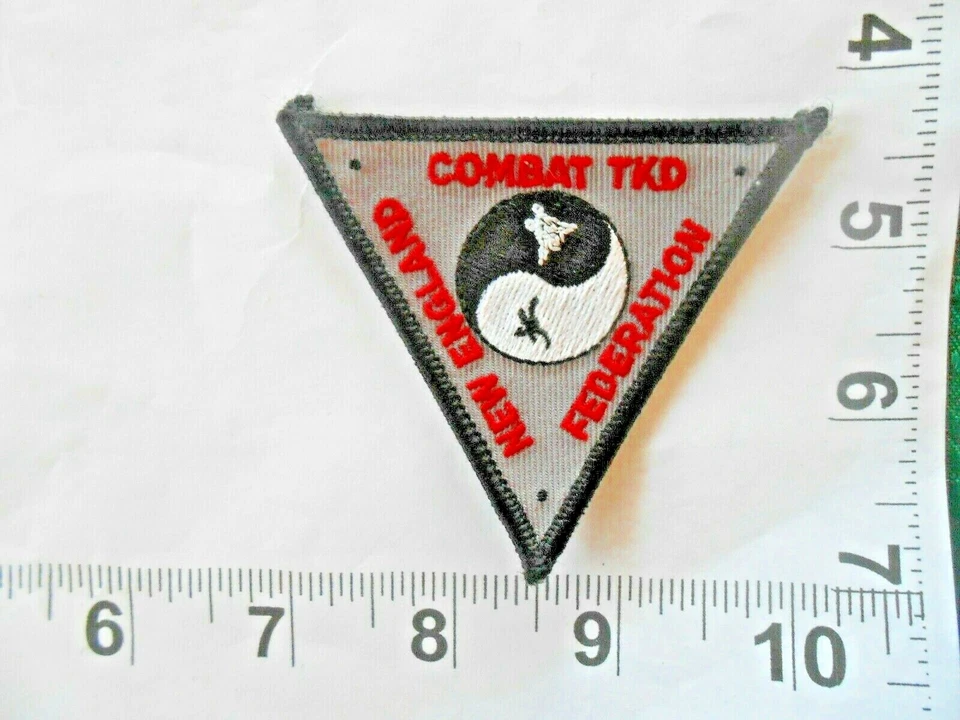 COMBAT TKD
NEW ENGLAND
FEDERATION
4
5
6
7
6 7 8 9 10